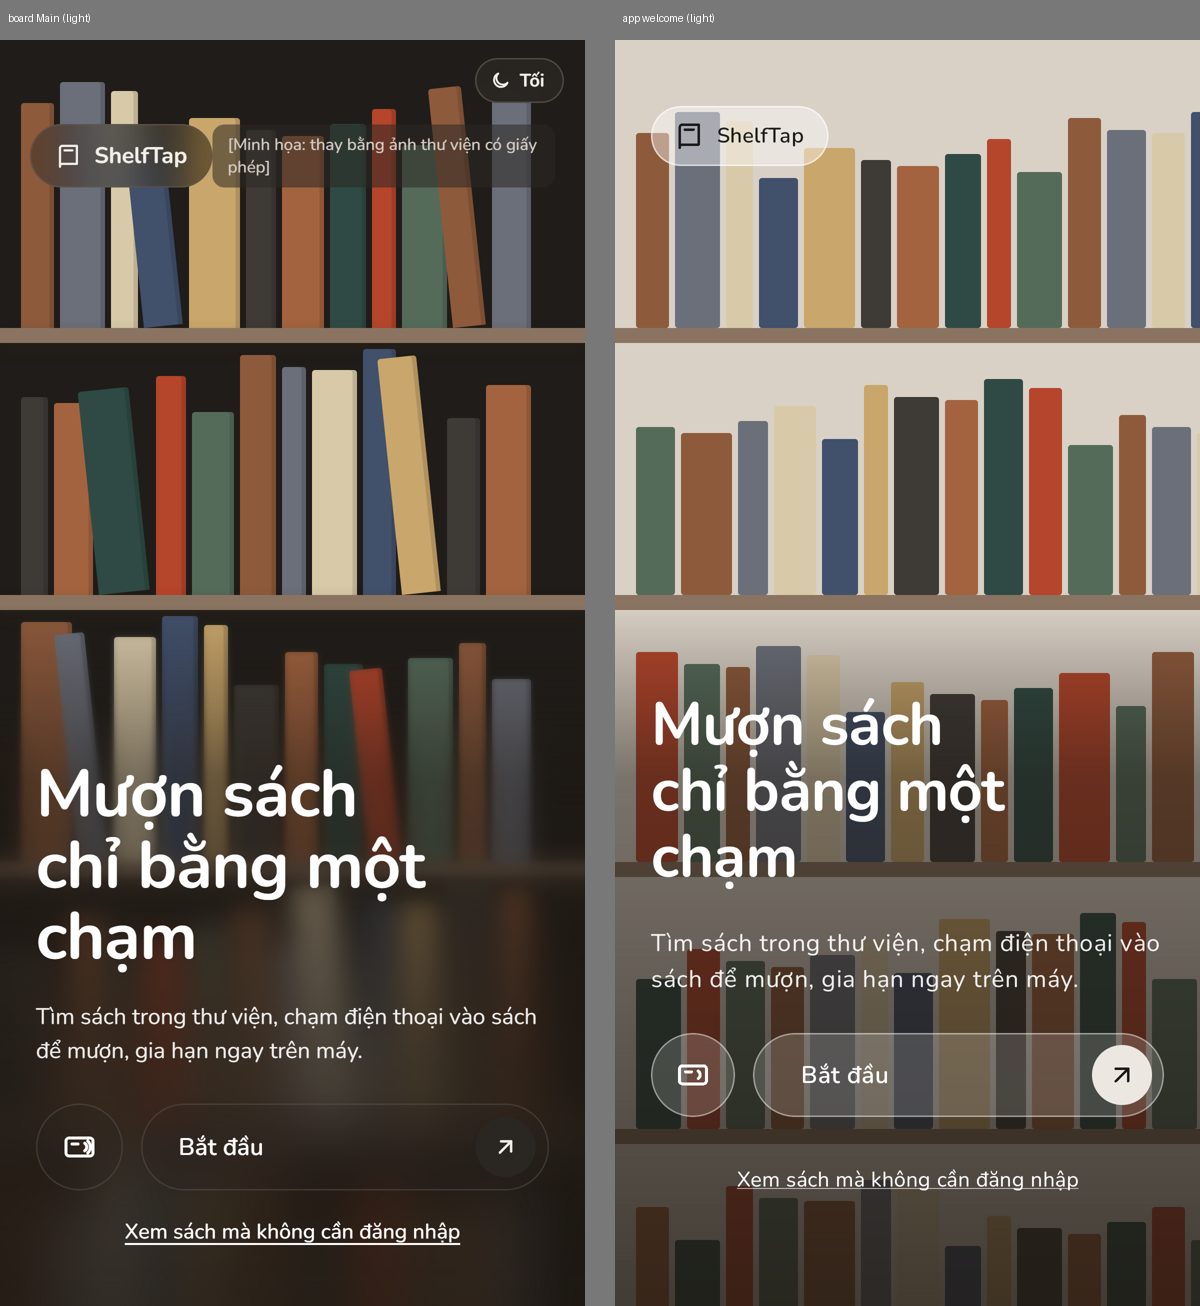 board Main (light)
app welcome (light)
Tối
ShelfTap
[Minh họa: thay bằng ảnh thư viện có giấy
phép]
Mượn sách
chỉ bằng một
chạm
Tìm sách trong thư viện, chạm điện thoại vào sách
để mượn, gia hạn ngay trên máy.
Bắt đầu
Xem sách mà không cần đăng nhập
ShelfTap
Mượn sách
chỉ bằng một
chạm
Tìm sách trong thư viện, chạm điện thoại vào
sách để mượn, gia hạn ngay trên máy.
Bắt đầu
Xem sách mà không cần đăng nhập